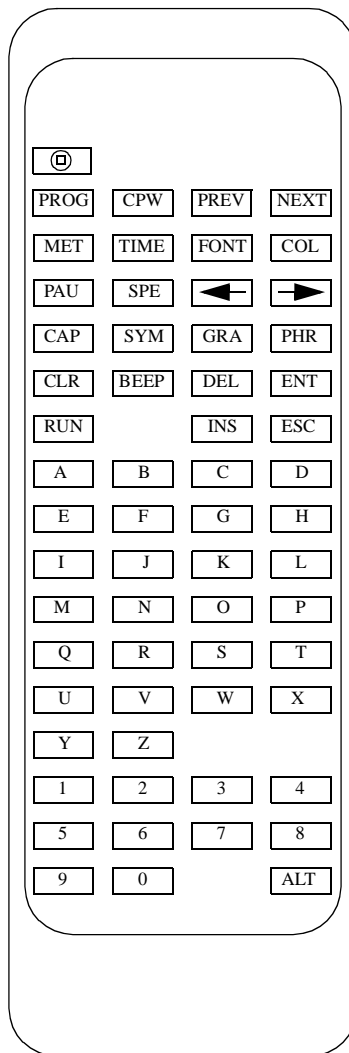 PROG CPW PREV NEXT
MET TIME FONT COL
PAU SPE
CAP SYM GRA PHR
CLR BEEP DEL ENT
RUN INS ESC
A B C D
E F G H
I J K L
M N O P
Q R S T
U V W X
Y Z
1 2 3 4
5 6 7 8
9 0 ALT